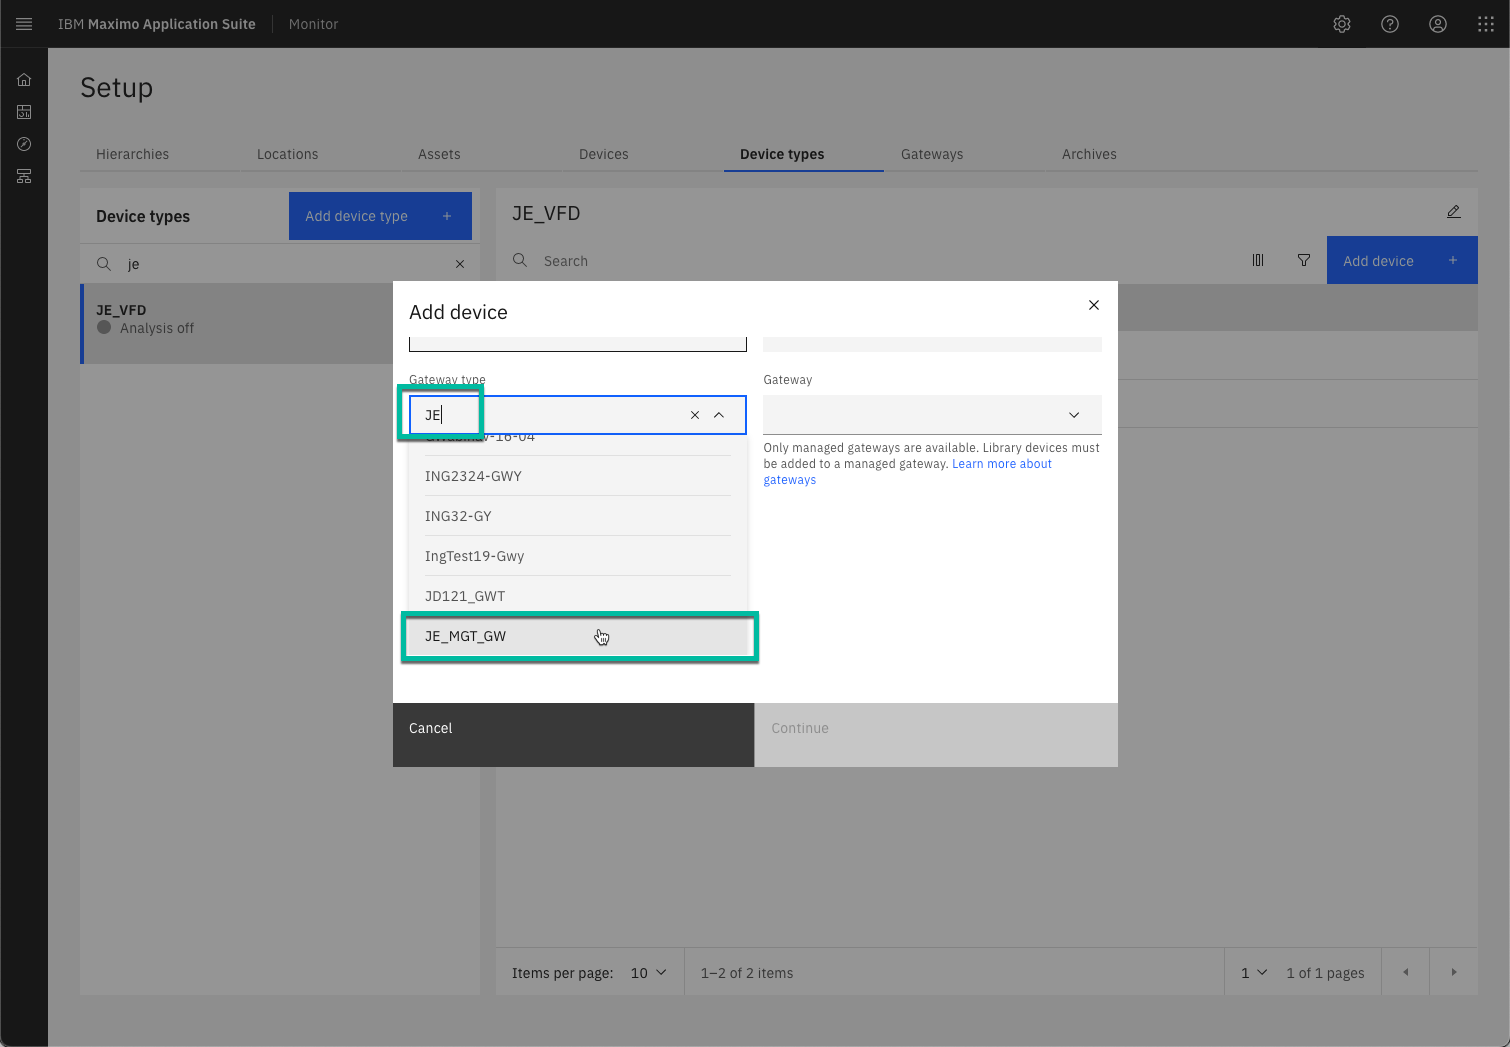 IBM Maximo Application Suite
Monitor
Setup
Hierarchies
Locations
Assets
Devices
Device types
Gateways
Archives
Device types
Add device type
je
JE_VFD
Analysis off
JE_VFD
Search
Add device
Add device
Gateway type
JE
ING2324-GWY
ING32-GY
IngTest19-Gwy
JD121_GWT
JE_MGT_GW
Gateway
Only managed gateways are available. Library devices must
be added to a managed gateway. Learn more about
gateways
Cancel
Continue
Items per page: 10
1–2 of 2 items
1
1 of 1 pages